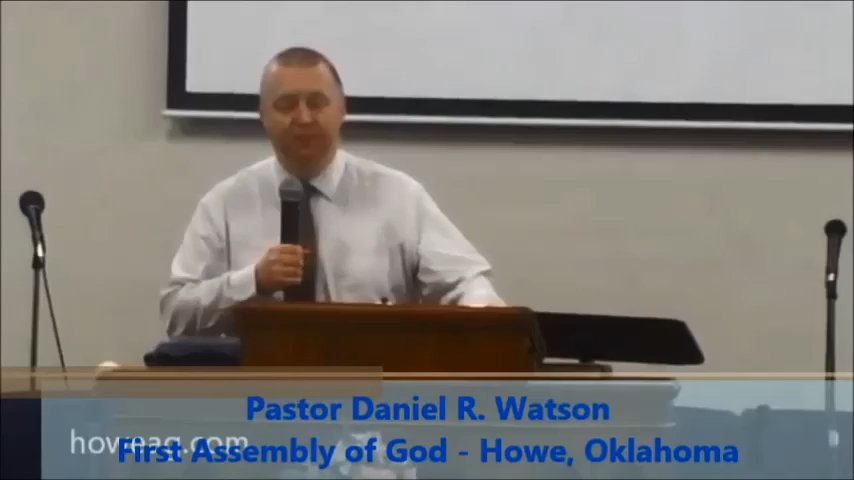 Pastor Daniel R. Watson
howeag.com
First Assembly of God - Howe, Oklahoma